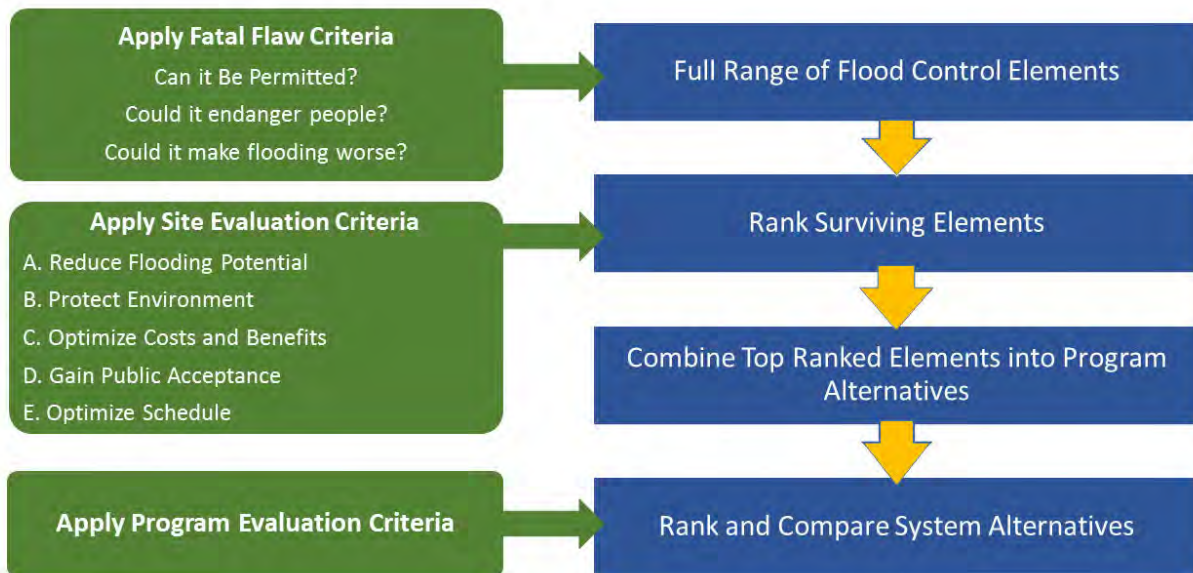 Apply Fatal Flaw Criteria
Can it Be Permitted?
Could it endanger people?
Could it make flooding worse?
Full Range of Flood Control Elements
Apply Site Evaluation Criteria
A. Reduce Flooding Potential
B. Protect Environment
C. Optimize Costs and Benefits
D. Gain Public Acceptance
E. Optimize Schedule
Rank Surviving Elements
Combine Top Ranked Elements into Program
Alternatives
Apply Program Evaluation Criteria
Rank and Compare System Alternatives